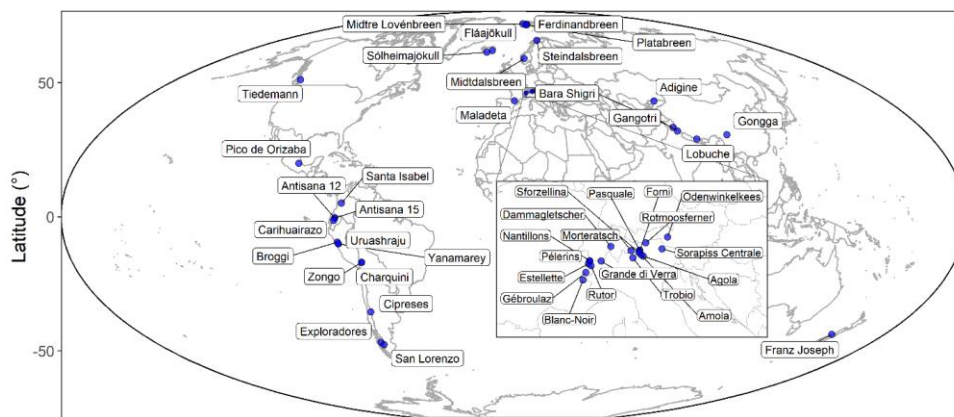 Midtre Lovénbreen
Ferdinandbreen
Fláajökull
Platabreen
Sólheimajökull
Steindalsbreen
50
Midtdalsbreen
Tiedemann
Bara Shigri
Adigine
Maladeta
Gangotri
Gongga
Lobuche
Pico de Orizaba
Santa Isabel
Antisana 12
Antisana 15
Latitude (°)
0
Carihuairazo
Uruashraju
Broggi
Yanamarey
Zongo
Charquini
Cipreses
Exploradores
San Lorenzo
-50
Franz Joseph
Sforzellina
Pasquale
Forni
Odenwinkelkees
Dammagletscher
Rotmoosferner
Nantillons
Morteratsch
Pélerins
Sorapiss Centrale
Estellette
Grande di Verra
Agola
Gébroulaz
Rutor
Trobio
Blanc-Noir
Amola